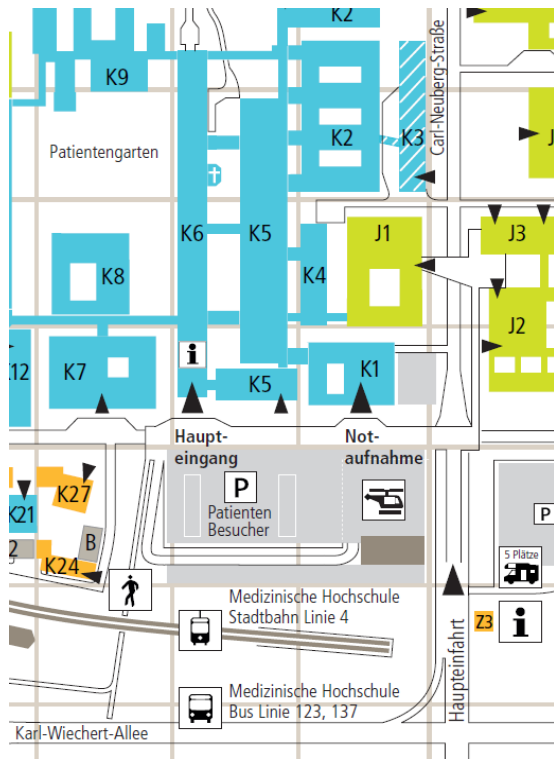 K2
K9
K2
K3
Carl-Neuberg-Straße
J
Patientengarten
K6
K5
J1
J3
K8
K4
J2
i
K12
K7
K1
K5
Haupt-
eingang
Not-
aufnahme
K27
P
Patienten
Besucher
K21
P
2
B
K24
5 Plätze
Medizinische Hochschule
Stadtbahn Linie 4
Z3
i
Haupteinfahrt
Medizinische Hochschule
Bus Linie 123, 137
Karl-Wiechert-Allee